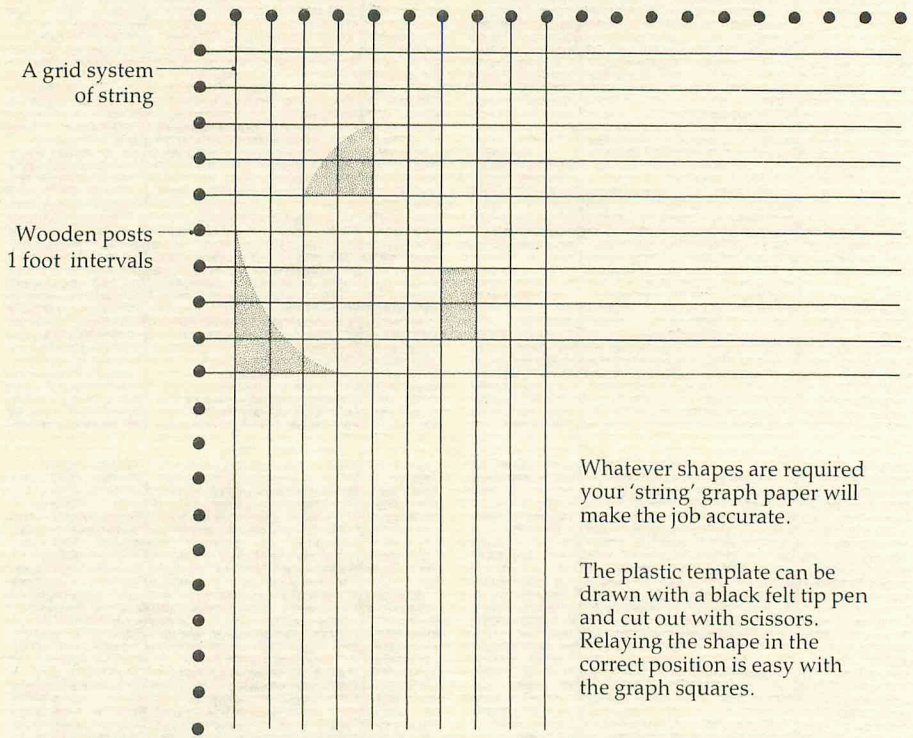 A grid system
of string
Wooden posts
1 foot intervals
Whatever shapes are required
your ‘string’ graph paper will
make the job accurate.
The plastic template can be
drawn with a black felt tip pen
and cut out with scissors.
Relaying the shape in the
correct position is easy with
the graph squares.